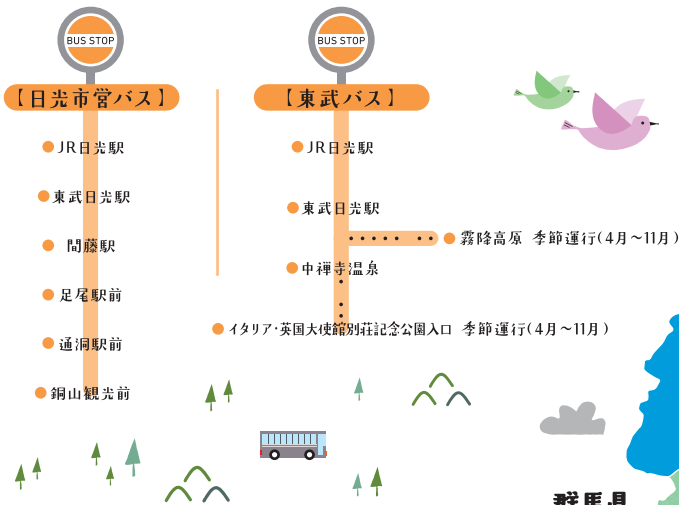 BUS STOP
【日光市営バス】
JR日光駅
東武日光駅
間藤駅
足尾駅前
通洞駅前
銅山観光前
BUS STOP
【東武バス】
JR日光駅
東武日光駅
霧降高原 季節運行(4月〜11月)
中禅寺温泉
イタリア・英国大使館別荘記念公園入口 季節運行(4月〜11月)
群馬県